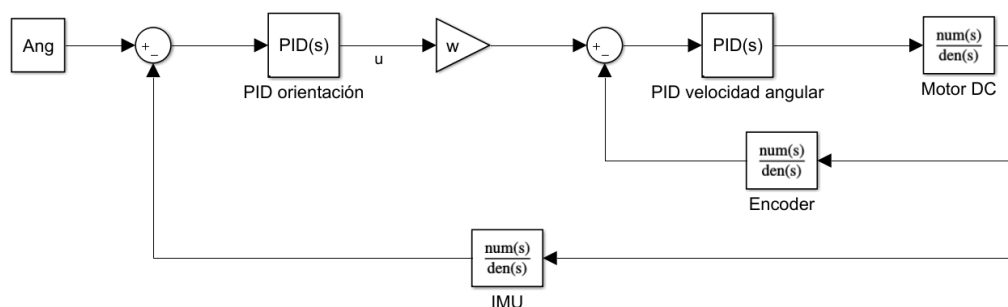 Ang
+
−
PID(s)
PID orientación
u
w
+
−
PID(s)
PID velocidad angular
num(s)
den(s)
Motor DC
num(s)
den(s)
Encoder
num(s)
den(s)
IMU